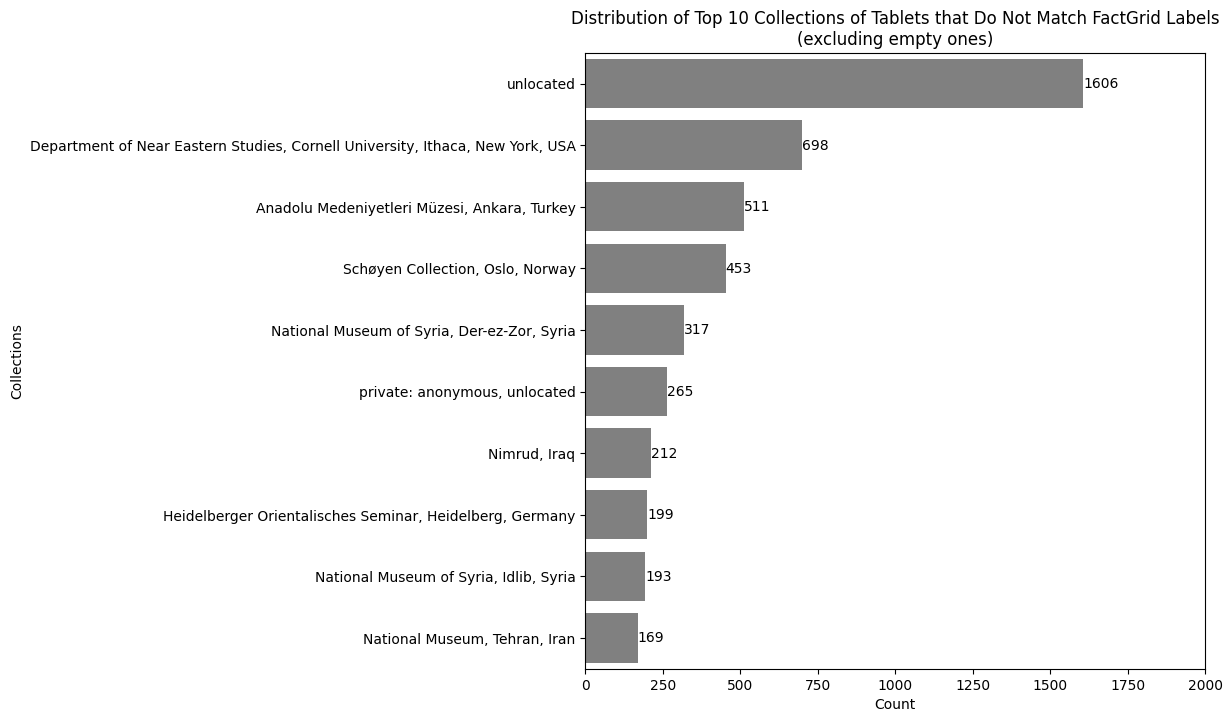 Distribution of Top 10 Collections of Tablets that Do Not Match FactGrid Labels
(excluding empty ones)
unlocated
1606
Department of Near Eastern Studies, Cornell University, Ithaca, New York, USA
698
Anadolu Medeniyetleri Müzesi, Ankara, Turkey
511
Schøyen Collection, Oslo, Norway
453
National Museum of Syria, Der-ez-Zor, Syria
317
private: anonymous, unlocated
265
Nimrud, Iraq
212
Heidelberger Orientalisches Seminar, Heidelberg, Germany
199
National Museum of Syria, Idlib, Syria
193
National Museum, Tehran, Iran
169
Collections
0 250 500 750 1000 1250 1500 1750 2000
Count